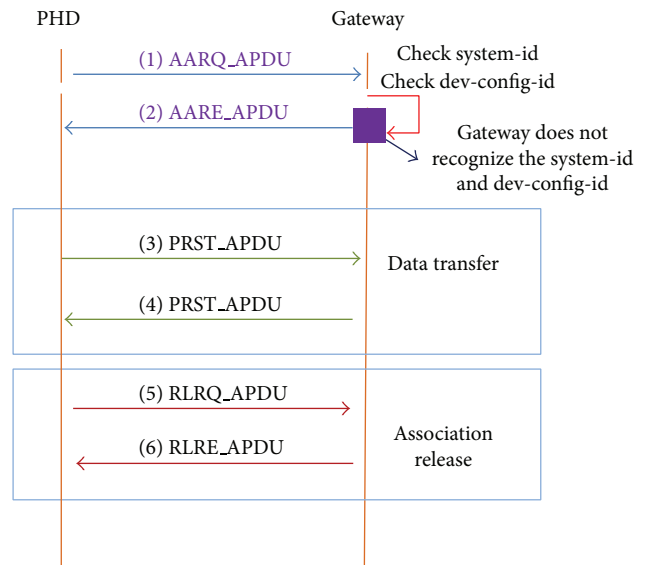 PHD
Gateway
(1) AARQ_APDU
Check system-id
Check dev-config-id
(2) AARE_APDU
Gateway does not
recognize the system-id
and dev-config-id
(3) PRST_APDU
Data transfer
(4) PRST_APDU
(5) RLRQ_APDU
Association
release
(6) RLRE_APDU